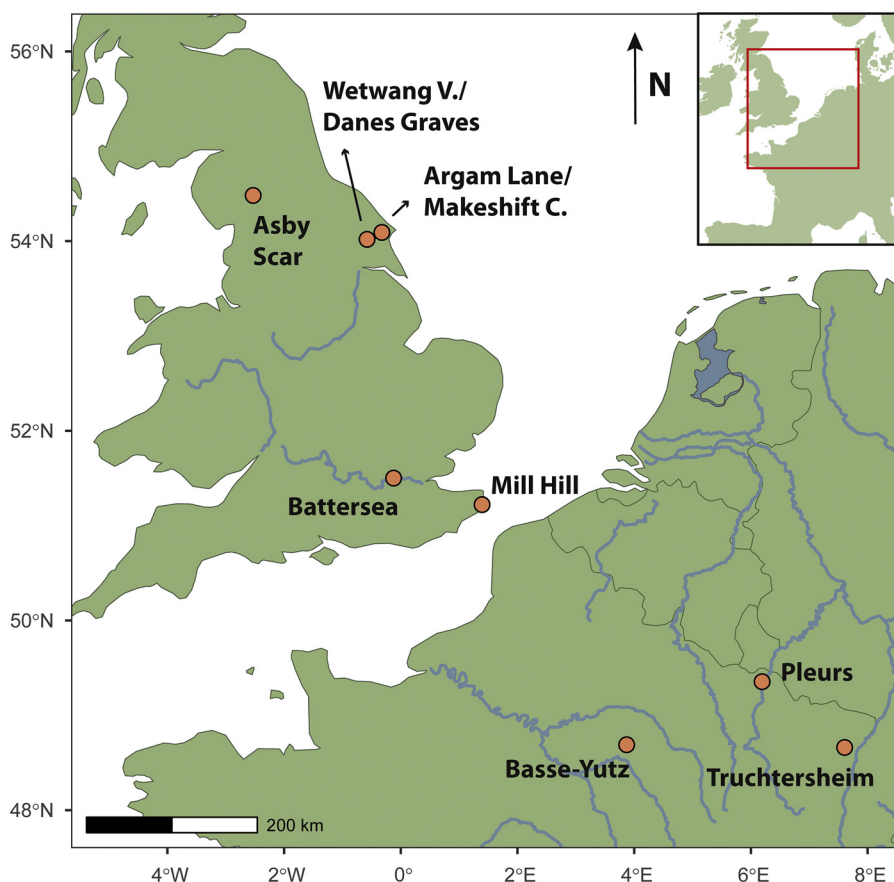 56°N
54°N
52°N
50°N
48°N
N
Wetwang V./
Danes Graves
Argam Lane/
Makeshift C.
Asby
Scar
Battersea
Mill Hill
Pleurs
Basse-Yutz
Truchtersheim
200 km
4°W
2°W
0°
2°E
4°E
6°E
8°E